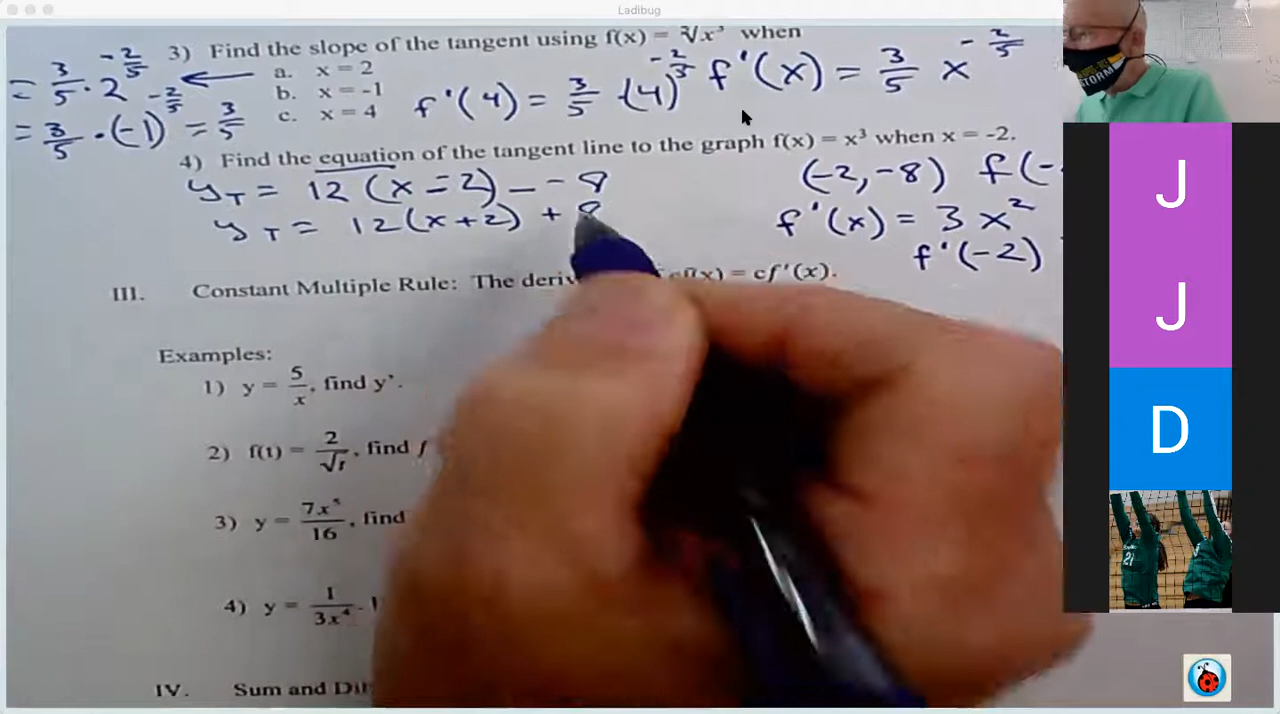 Ladibug
3) Find the slope of the tangent using f(x) = ∛x³ when
= 3/5 · 2^(-2/5) ← a. x = 2
f'(x) = 3/5 x^(-2/5)
b. x = -1
= 3/5 · (-1)^(-2/5) = 3/5
c. x = 4
f'(4) = 3/5 · (4)^(-2/3)
STORM
4) Find the equation of the tangent line to the graph f(x) = x³ when x = -2.
y_T = 12 (x - -2) - - 8
(-2, -8) f(-
y_T = 12 (x+2) + 8
f'(x) = 3x²
f'(-2)
III. Constant Multiple Rule: The cf(x) = cf'(x).
Examples:
1) y = 5/x, find y'.
2) f(t) = 2/√t, find f
3) y = 7x⁵/16, find
4) y = 1/3x⁴
IV. Sum and
J
J
D
21